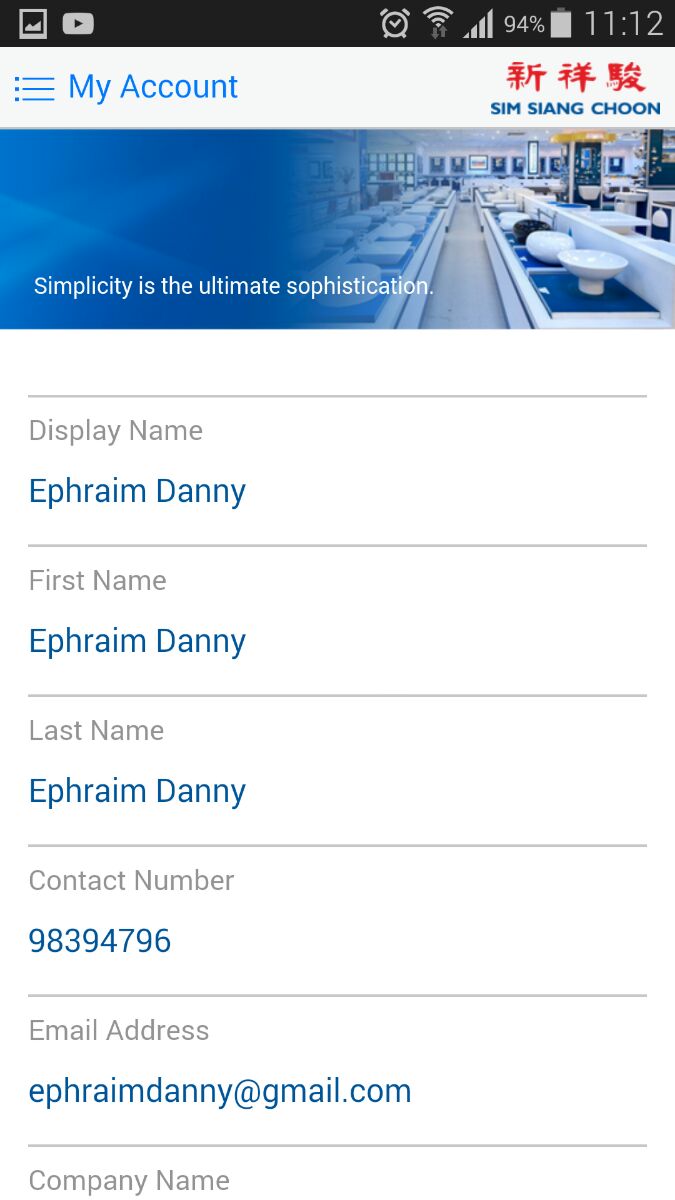 94% 11:12
My Account
新祥駿
SIM SIANG CHOON
Simplicity is the ultimate sophistication.
Display Name
Ephraim Danny
First Name
Ephraim Danny
Last Name
Ephraim Danny
Contact Number
98394796
Email Address
ephraimdanny@gmail.com
Company Name